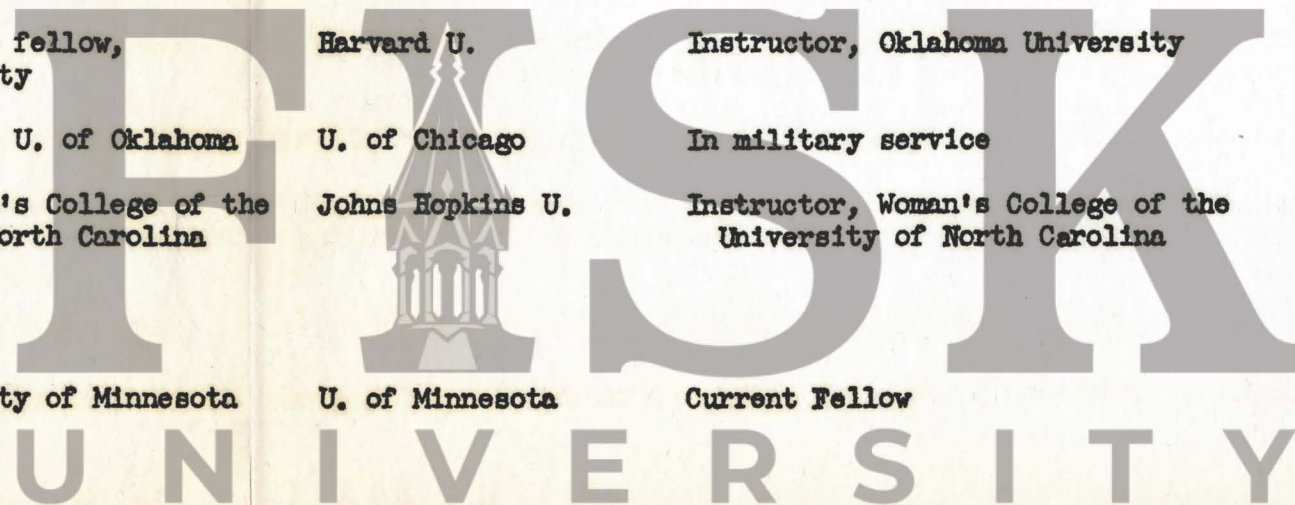 fellow, Harvard U. Instructor, Oklahoma University
ty
U. of Oklahoma U. of Chicago In military service
's College of the Johns Hopkins U. Instructor, Woman's College of the
orth Carolina University of North Carolina
ty of Minnesota U. of Minnesota Current Fellow
FISK
UNIVERSITY